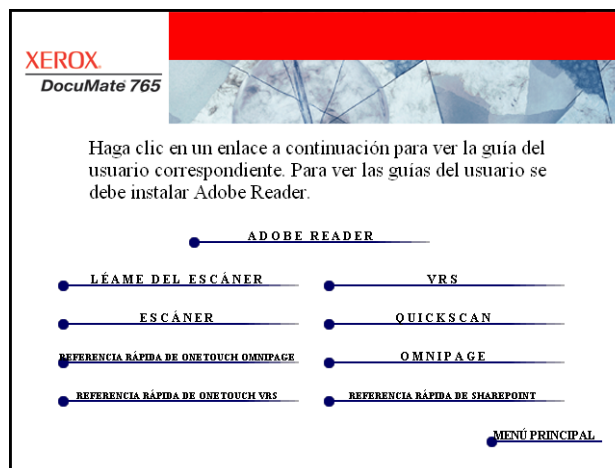 XEROX.
DocuMate 765
Haga clic en un enlace a continuación para ver la guía del
usuario correspondiente. Para ver las guías del usuario se
debe instalar Adobe Reader.
ADOBE READER
LÉAME DEL ESCÁNER
VRS
ESCÁNER
QUICKSCAN
REFERENCIA RÁPIDA DE ONETOUCH OMNIPAGE
OMNIPAGE
REFERENCIA RÁPIDA DE ONETOUCH VRS
REFERENCIA RÁPIDA DE SHAREPOINT
MENÚ PRINCIPAL